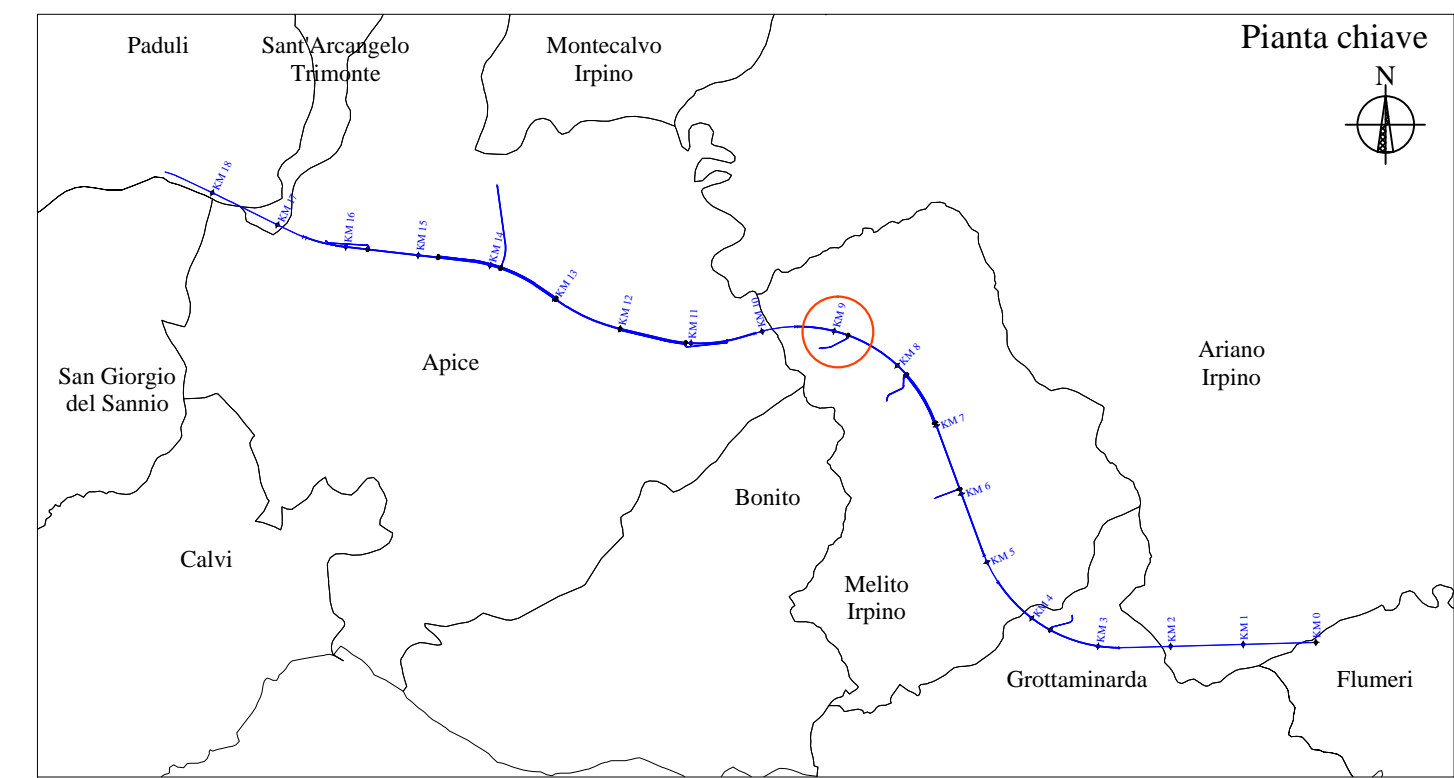 Pianta chiave
N
Paduli
Sant'Arcangelo
Trimonte
Montecalvo
Irpino
KM 18
KM 17
KM 16
KM 15
KM 14
KM 13
KM 12
KM 11
KM 10
KM 9
KM 8
KM 7
KM 6
KM 5
KM 4
KM 3
KM 2
KM 1
KM 0
Apice
San Giorgio
del Sannio
Ariano
Irpino
Bonito
Calvi
Melito
Irpino
Grottaminarda
Flumeri